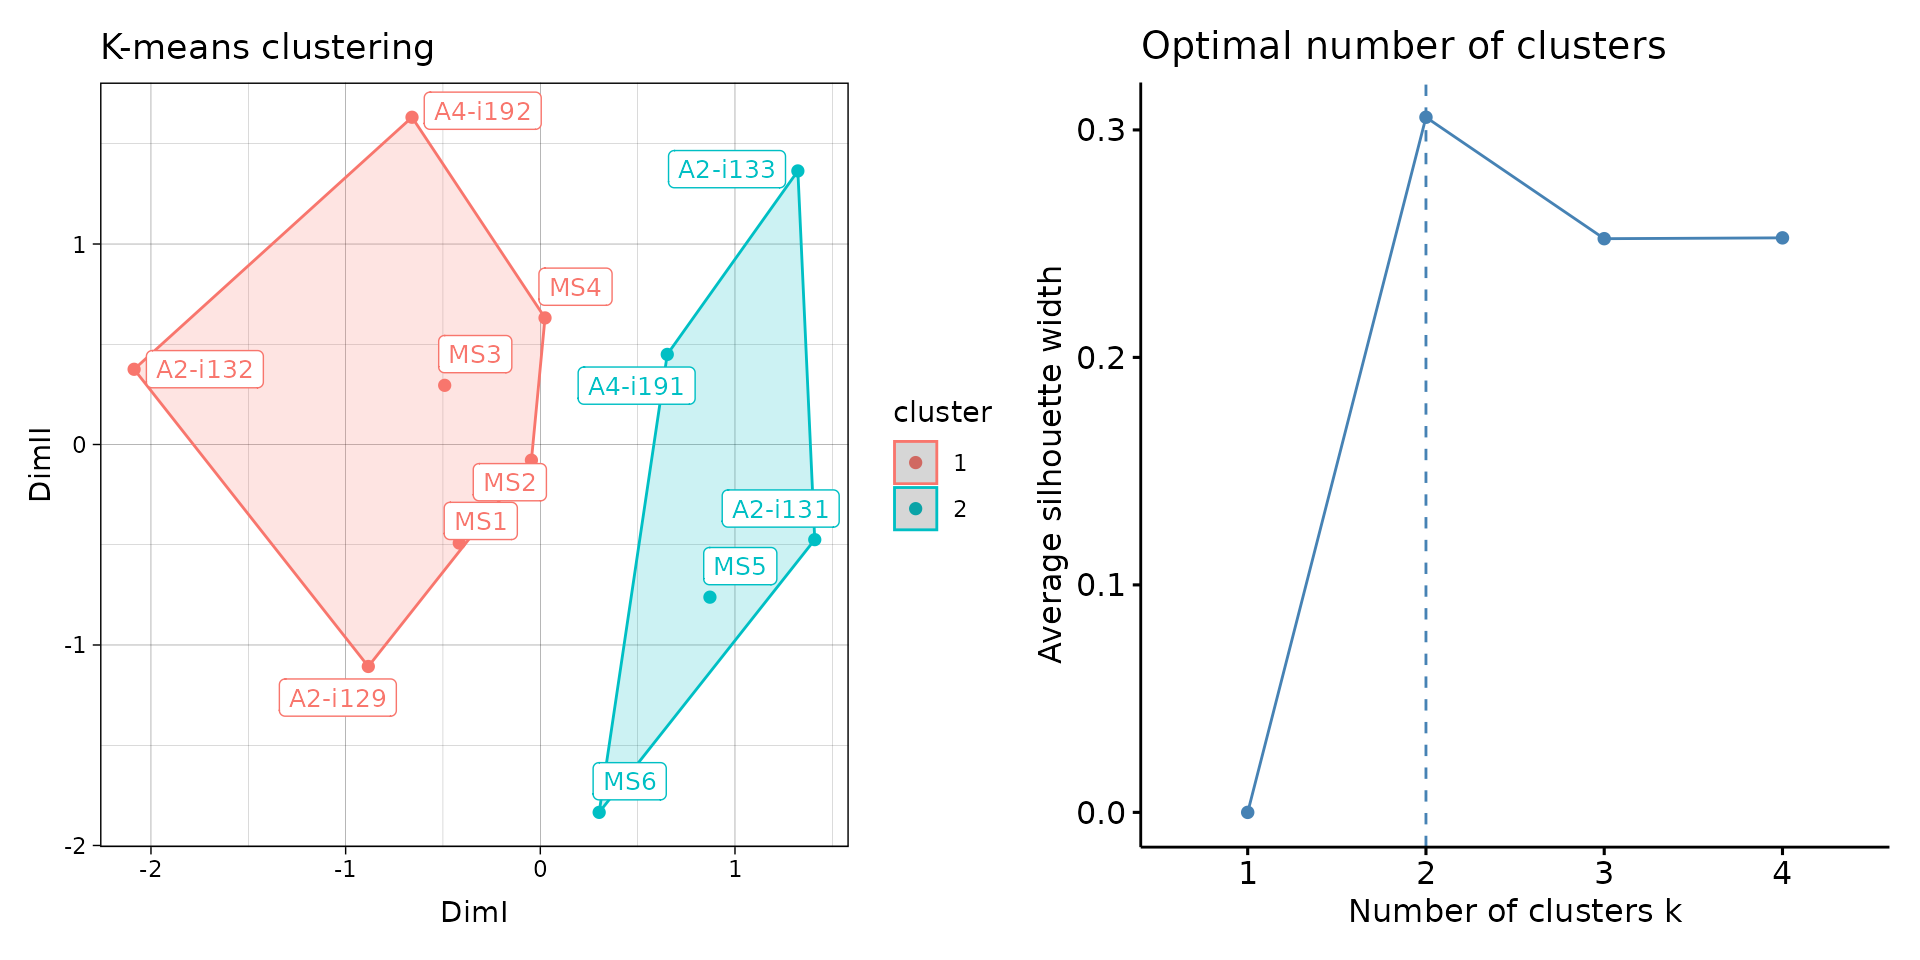 K-means clustering
A4-i192
A2-i133
MS4
MS3
A2-i132
A4-i191
MS2
MS1
A2-i131
MS5
A2-i129
MS6
1
0
-1
-2
-2
-1
0
1
DimI
DimII
cluster
1
2
Optimal number of clusters
0.3
0.2
0.1
0.0
1
2
3
4
Number of clusters k
Average silhouette width